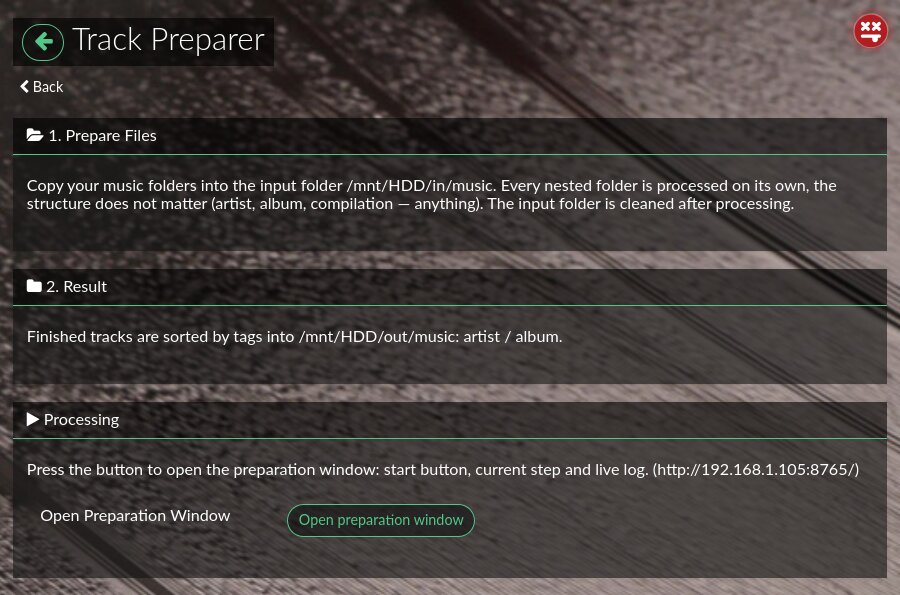 Track Preparer
Back
1. Prepare Files
Copy your music folders into the input folder /mnt/HDD/in/music. Every nested folder is processed on its own, the
structure does not matter (artist, album, compilation — anything). The input folder is cleaned after processing.
2. Result
Finished tracks are sorted by tags into /mnt/HDD/out/music: artist / album.
Processing
Press the button to open the preparation window: start button, current step and live log. (http://192.168.1.105:8765/)
Open Preparation Window
Open preparation window